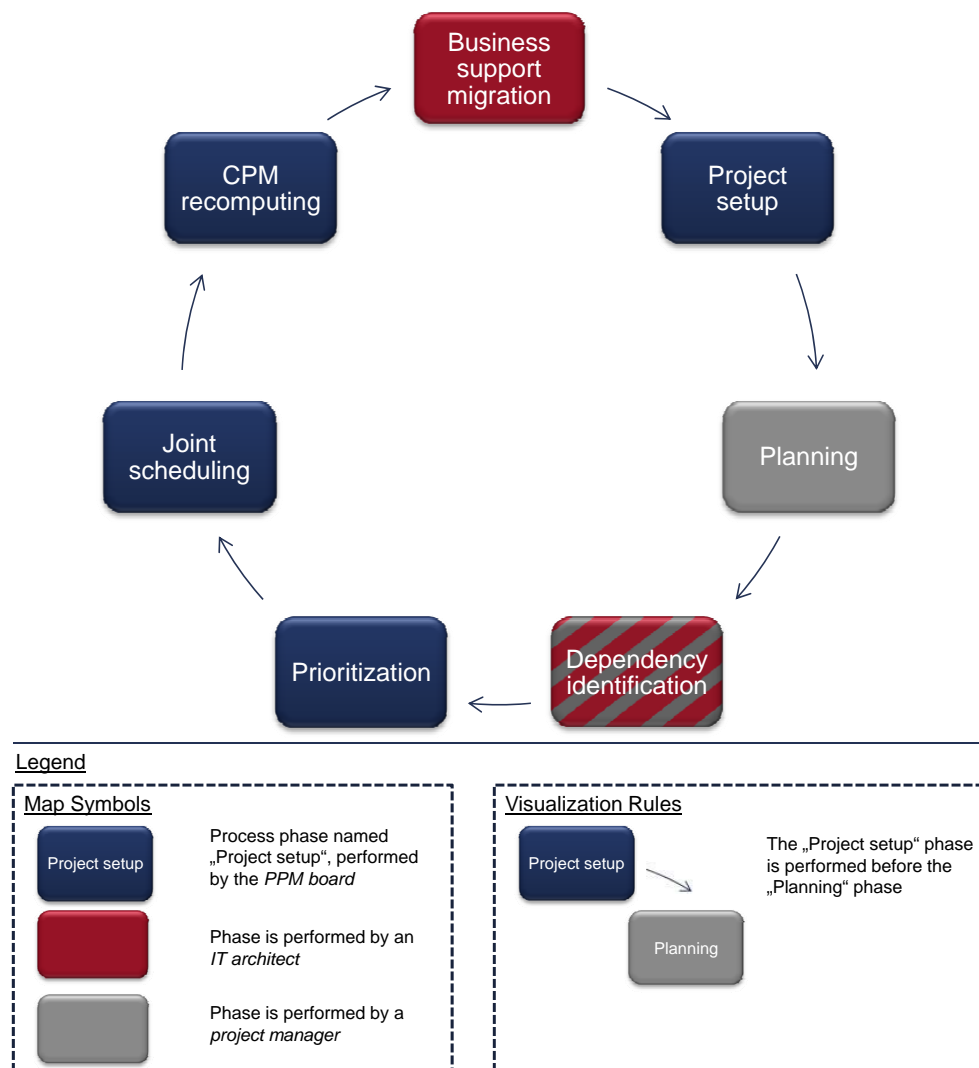 Business
support
migration
Project
setup
Planning
Dependency
identification
Prioritization
Joint
scheduling
CPM
recomputing
Legend
Map Symbols
Project setup
Process phase named
„Project setup“, performed
by the PPM board
Phase is performed by an
IT architect
Phase is performed by a
project manager
Visualization Rules
Project setup
Planning
The „Project setup“ phase
is performed before the
„Planning“ phase